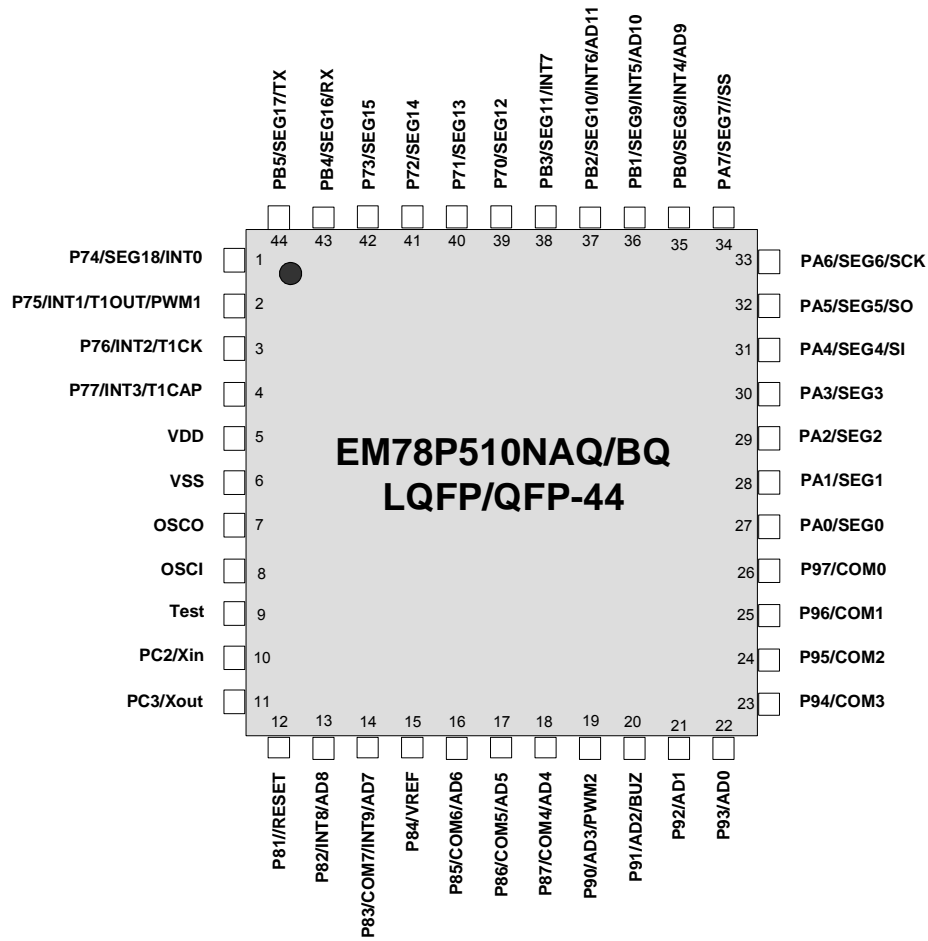 PB5/SEG17/TX
PB4/SEG16/RX
P73/SEG15
P72/SEG14
P71/SEG13
P70/SEG12
PB3/SEG11/INT7
PB2/SEG10/INT6/AD11
PB1/SEG9/INT5/AD10
PB0/SEG8/INT4/AD9
PA7/SEG7//SS
44
43
42
41
40
39
38
37
36
35
34
P74/SEG18/INT0
1
P75/INT1/T1OUT/PWM1
2
P76/INT2/T1CK
3
P77/INT3/T1CAP
4
VDD
5
VSS
6
OSCO
7
OSCI
8
Test
9
PC2/Xin
10
PC3/Xout
11
EM78P510NAQ/BQ
LQFP/QFP-44
33
PA6/SEG6/SCK
32
PA5/SEG5/SO
31
PA4/SEG4/SI
30
PA3/SEG3
29
PA2/SEG2
28
PA1/SEG1
27
PA0/SEG0
26
P97/COM0
25
P96/COM1
24
P95/COM2
23
P94/COM3
12
13
14
15
16
17
18
19
20
21
22
P81//RESET
P82/INT8/AD8
P83/COM7/INT9/AD7
P84/VREF
P85/COM6/AD6
P86/COM5/AD5
P87/COM4/AD4
P90/AD3/PWM2
P91/AD2/BUZ
P92/AD1
P93/AD0